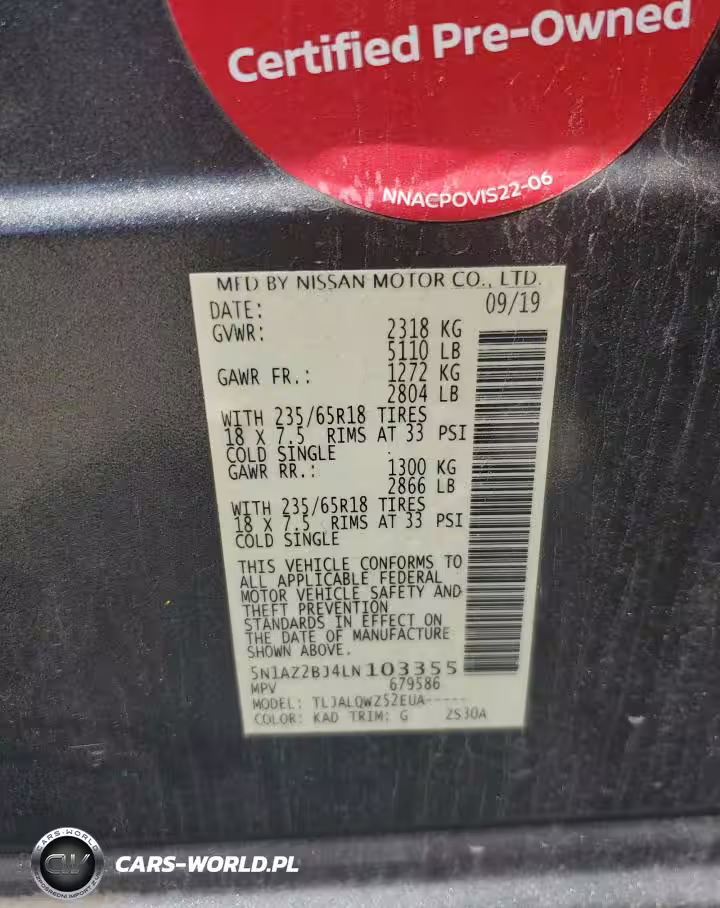 Certified Pre-Owned
NNACPOVIS22-06
MFD BY NISSAN MOTOR CO., LTD.
DATE: 09/19
GVWR: 2318 KG
5110 LB
GAWR FR.: 1272 KG
2804 LB
WITH 235/65R18 TIRES
18 X 7.5 RIMS AT 33 PSI
COLD SINGLE
GAWR RR.: 1300 KG
2866 LB
WITH 235/65R18 TIRES
18 X 7.5 RIMS AT 33 PSI
COLD SINGLE
THIS VEHICLE CONFORMS TO
ALL APPLICABLE FEDERAL
MOTOR VEHICLE SAFETY AND
THEFT PREVENTION
STANDARDS IN EFFECT ON
THE DATE OF MANUFACTURE
SHOWN ABOVE.
5N1AZ2BJ4LN103355
MPV 679586
MODEL: TLJALQWZ52EUA-----
COLOR: KAD TRIM: G ZS30A
CARS-WORLD
CW
CARS-WORLD.PL